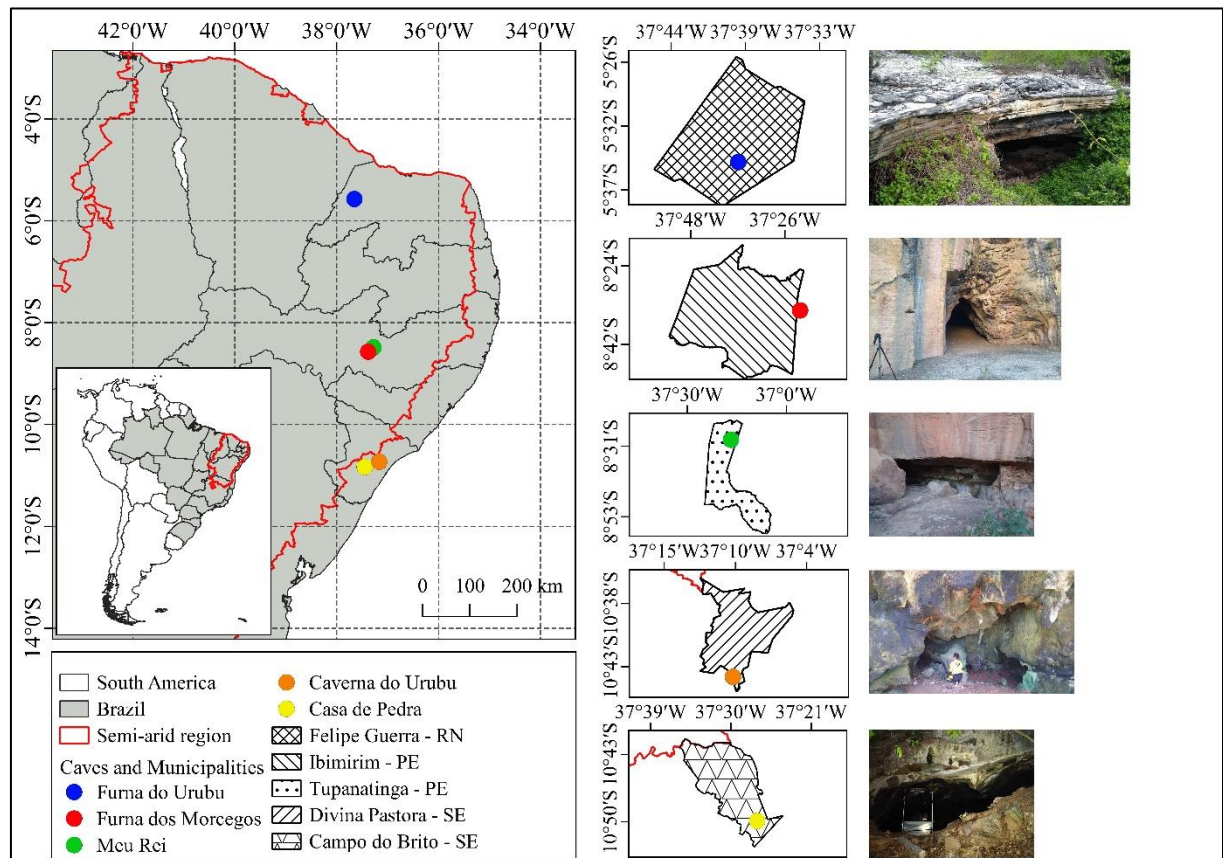 42°0'W 40°0'W 38°0'W 36°0'W 34°0'W
4°0'S
6°0'S
8°0'S
10°0'S
12°0'S
14°0'S
0 200 km
0 100 200 km
37°44'W 37°39'W 37°33'W
5°26'S
5°32'S
5°37'S
37°48'W 37°26'W
8°24'S
8°42'S
37°30'W 37°0'W
8°31'S
8°53'S
37°15'W 37°10'W 37°4'W
10°38'S
10°43'S
37°39'W 37°30'W 37°21'W
10°43'S
10°50'S
South America
Brazil
Semi-arid region
Caves and Municipalities
Furna do Urubu
Furna dos Morcegos
Meu Rei
Caverna do Urubu
Casa de Pedra
Felipe Guerra - RN
Ibimirim - PE
Tupanatinga - PE
Divina Pastora - SE
Campo do Brito - SE